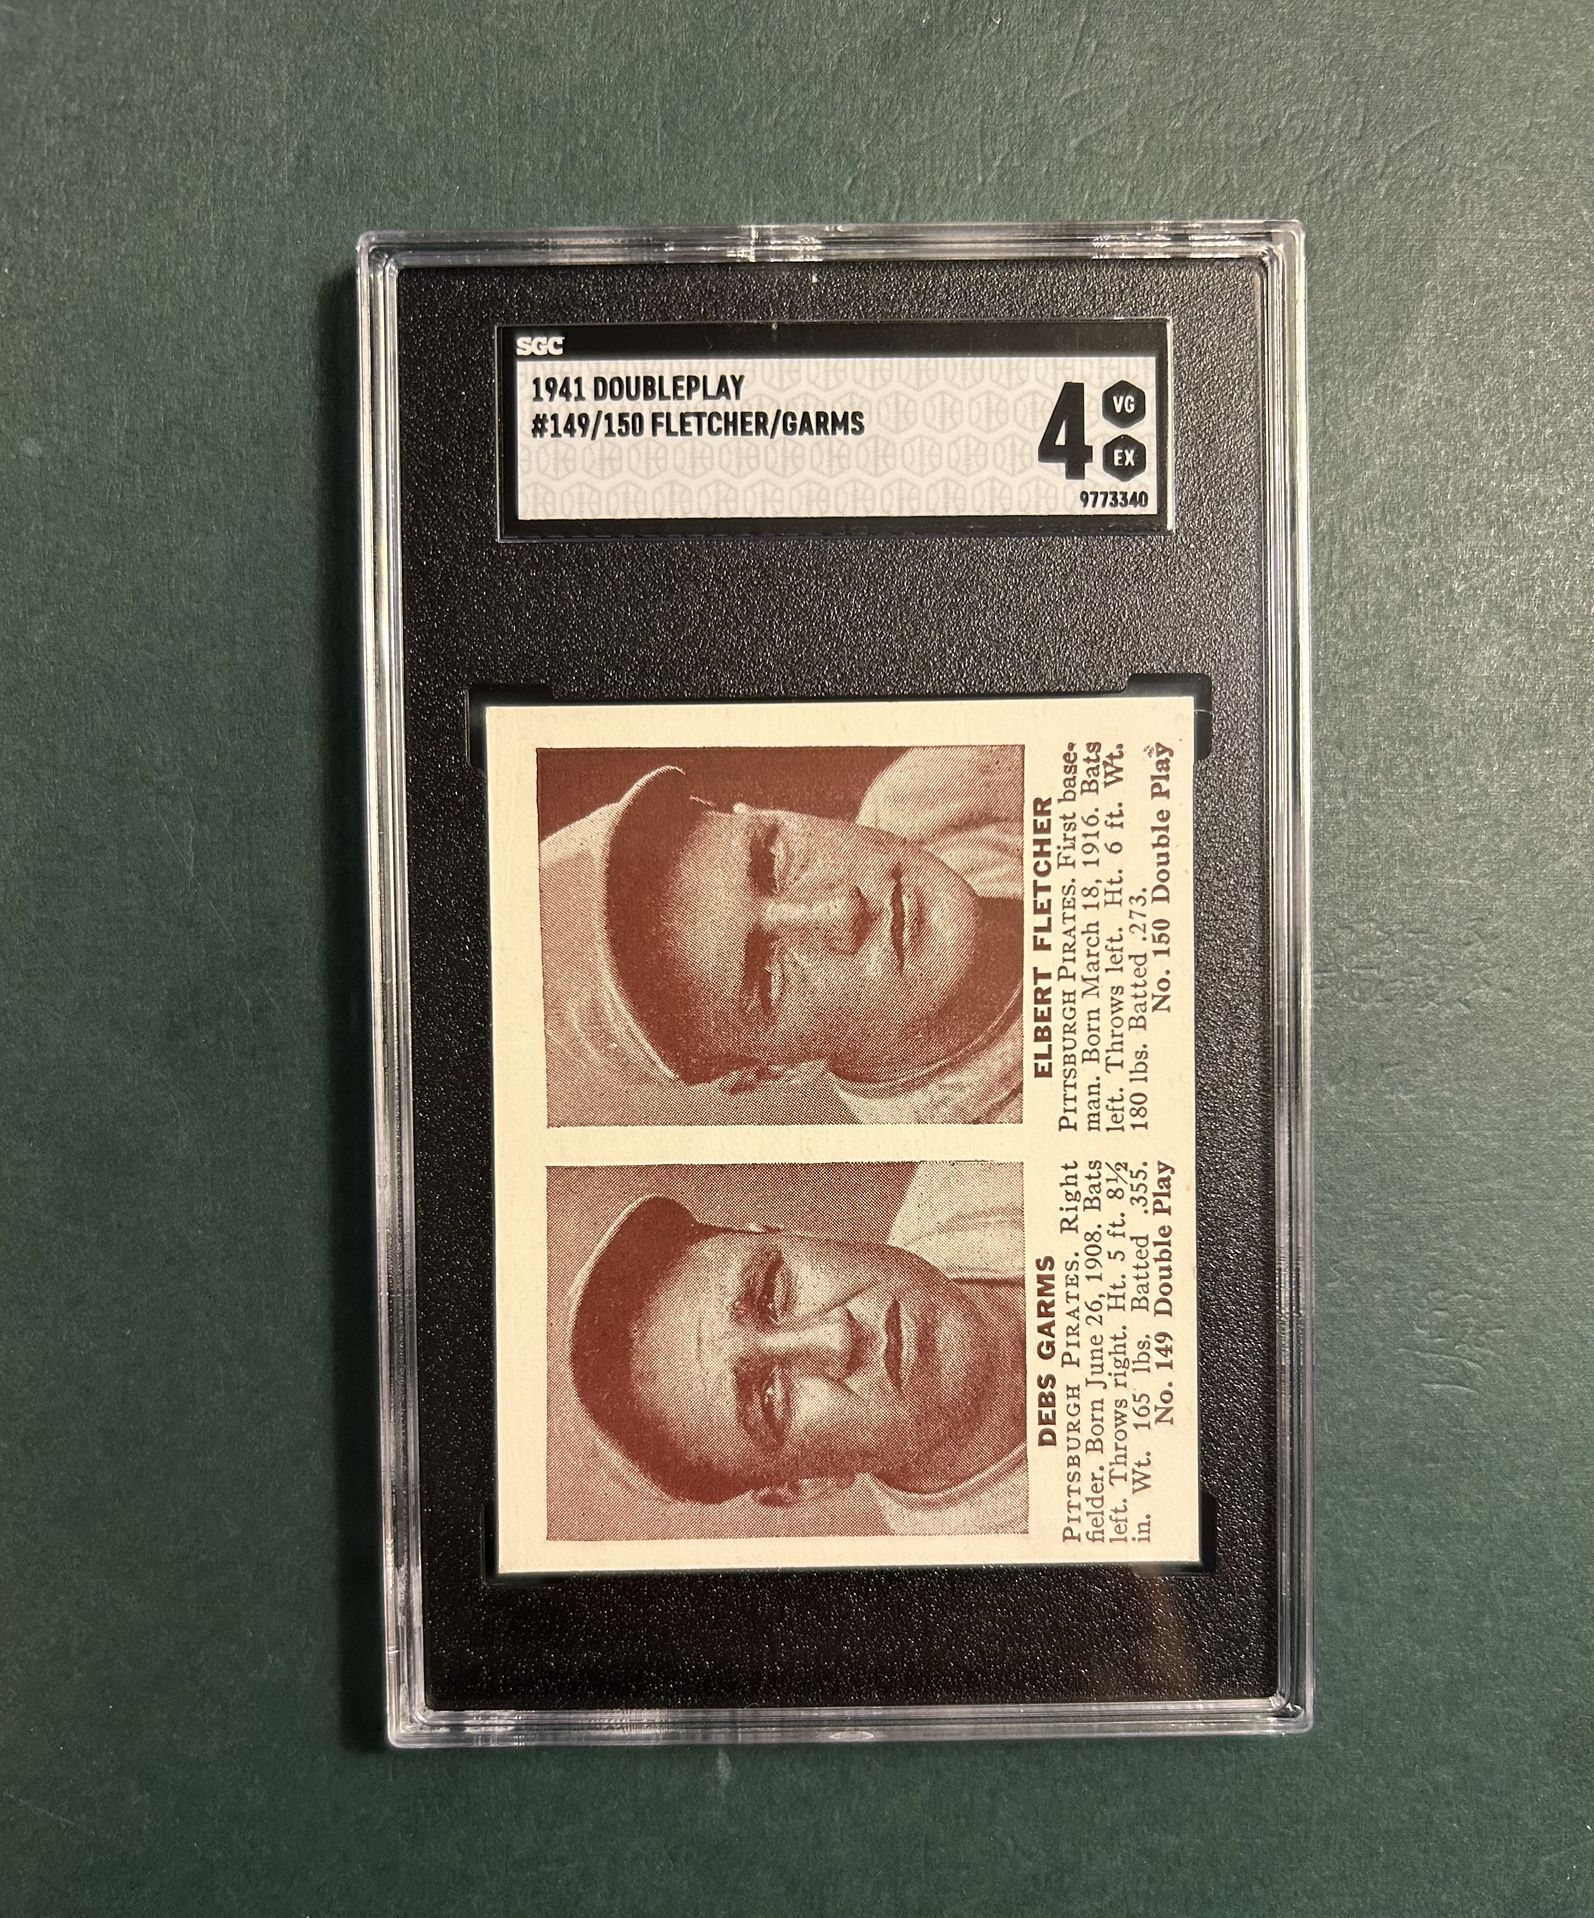 SGC
1941 DOUBLEPLAY
#149/150 FLETCHER/GARMS
4
VG
EX
9773340
DEBS GARMS
PITTSBURGH PIRATES. Right
fielder. Born June 26, 1908. Bats
left. Throws right. Ht. 5 ft. 8½
in. Wt. 165 lbs. Batted .355.
No. 149 Double Play
ELBERT FLETCHER
PITTSBURGH PIRATES. First base-
man. Born March 18, 1916. Bats
left. Throws left. Ht. 6 ft. Wt.
180 lbs. Batted .273.
No. 150 Double Play